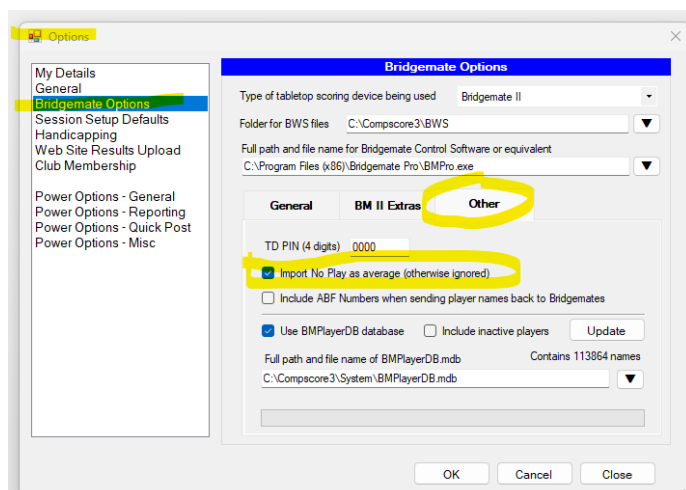 Options
My Details
General
Bridgemate Options
Session Setup Defaults
Handicapping
Web Site Results Upload
Club Membership
Power Options - General
Power Options - Reporting
Power Options - Quick Post
Power Options - Misc
Bridgemate Options
Type of tabletop scoring device being used Bridgemate II
Folder for BWS files C:\Compscore3\BWS
Full path and file name for Bridgemate Control Software or equivalent
C:\Program Files (x86)\Bridgemate Pro\BMPro.exe
General BM II Extras Other
TD PIN (4 digits) 0000
Import No Play as average (otherwise ignored)
Include ABF Numbers when sending player names back to Bridgemates
Use BMPlayerDB database Include inactive players Update
Full path and file name of BMPlayerDB.mdb Contains 113864 names
C:\Compscore3\System\BMPlayerDB.mdb
OK Cancel Close